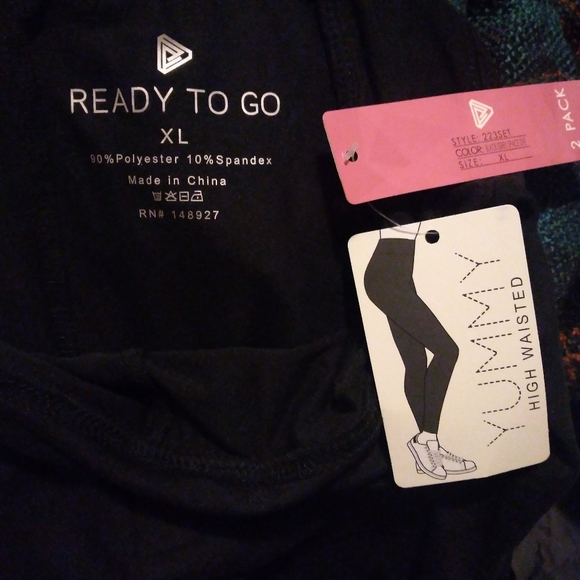 READY TO GO
XL
90%Polyester 10%Spandex
Made in China
RN# 148927
2 PACK
STYLE: 223SET
COLOR:
SIZE: XL
YUMMY
HIGH WAISTED